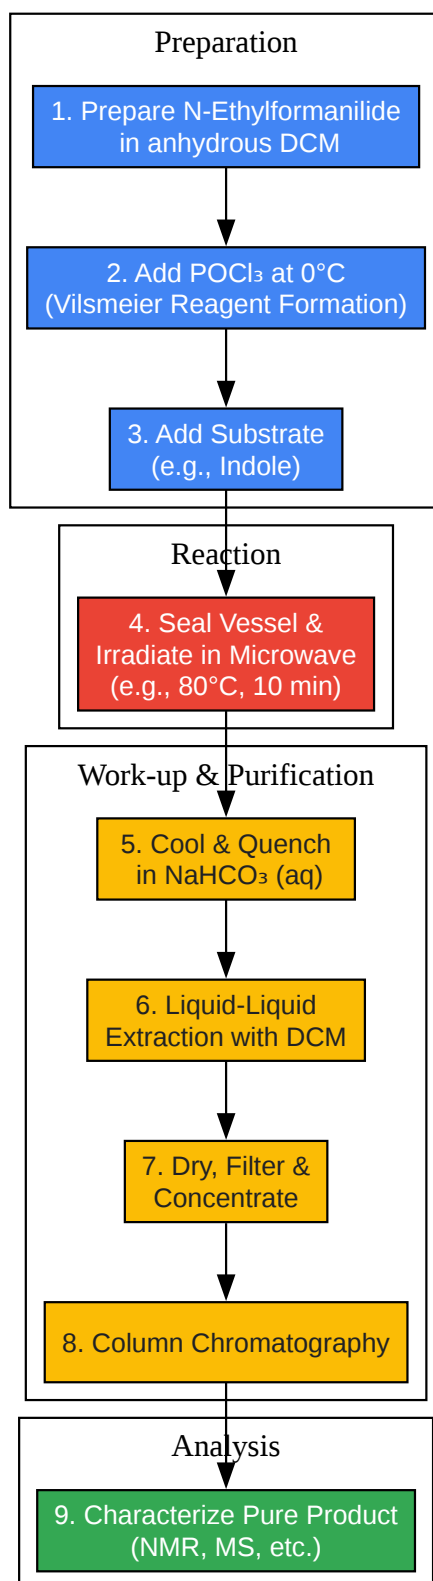 Preparation
1. Prepare N-Ethylformanilide
in anhydrous DCM
2. Add POCl₃ at 0°C
(Vilsmeier Reagent Formation)
3. Add Substrate
(e.g., Indole)
Reaction
4. Seal Vessel &
Irradiate in Microwave
(e.g., 80°C, 10 min)
Work-up & Purification
5. Cool & Quench
in NaHCO₃ (aq)
6. Liquid-Liquid
Extraction with DCM
7. Dry, Filter &
Concentrate
8. Column Chromatography
Analysis
9. Characterize Pure Product
(NMR, MS, etc.)